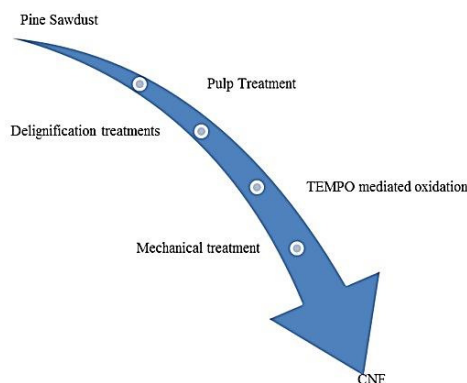 Pine Sawdust
Pulp Treatment
Delignification treatments
TEMPO mediated oxidation
Mechanical treatment
CNF